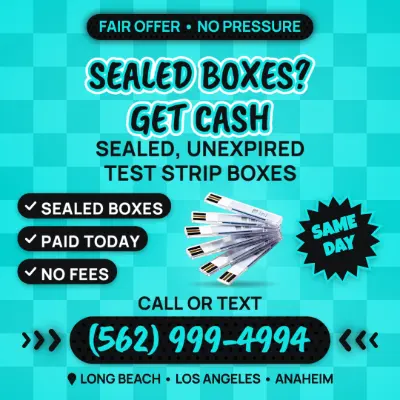 FAIR OFFER • NO PRESSURE
SEALED BOXES?
GET CASH
SEALED, UNEXPIRED
TEST STRIP BOXES
SEALED BOXES
PAID TODAY
NO FEES
SAME
DAY
CALL OR TEXT
(562) 999-4994
LONG BEACH • LOS ANGELES • ANAHEIM